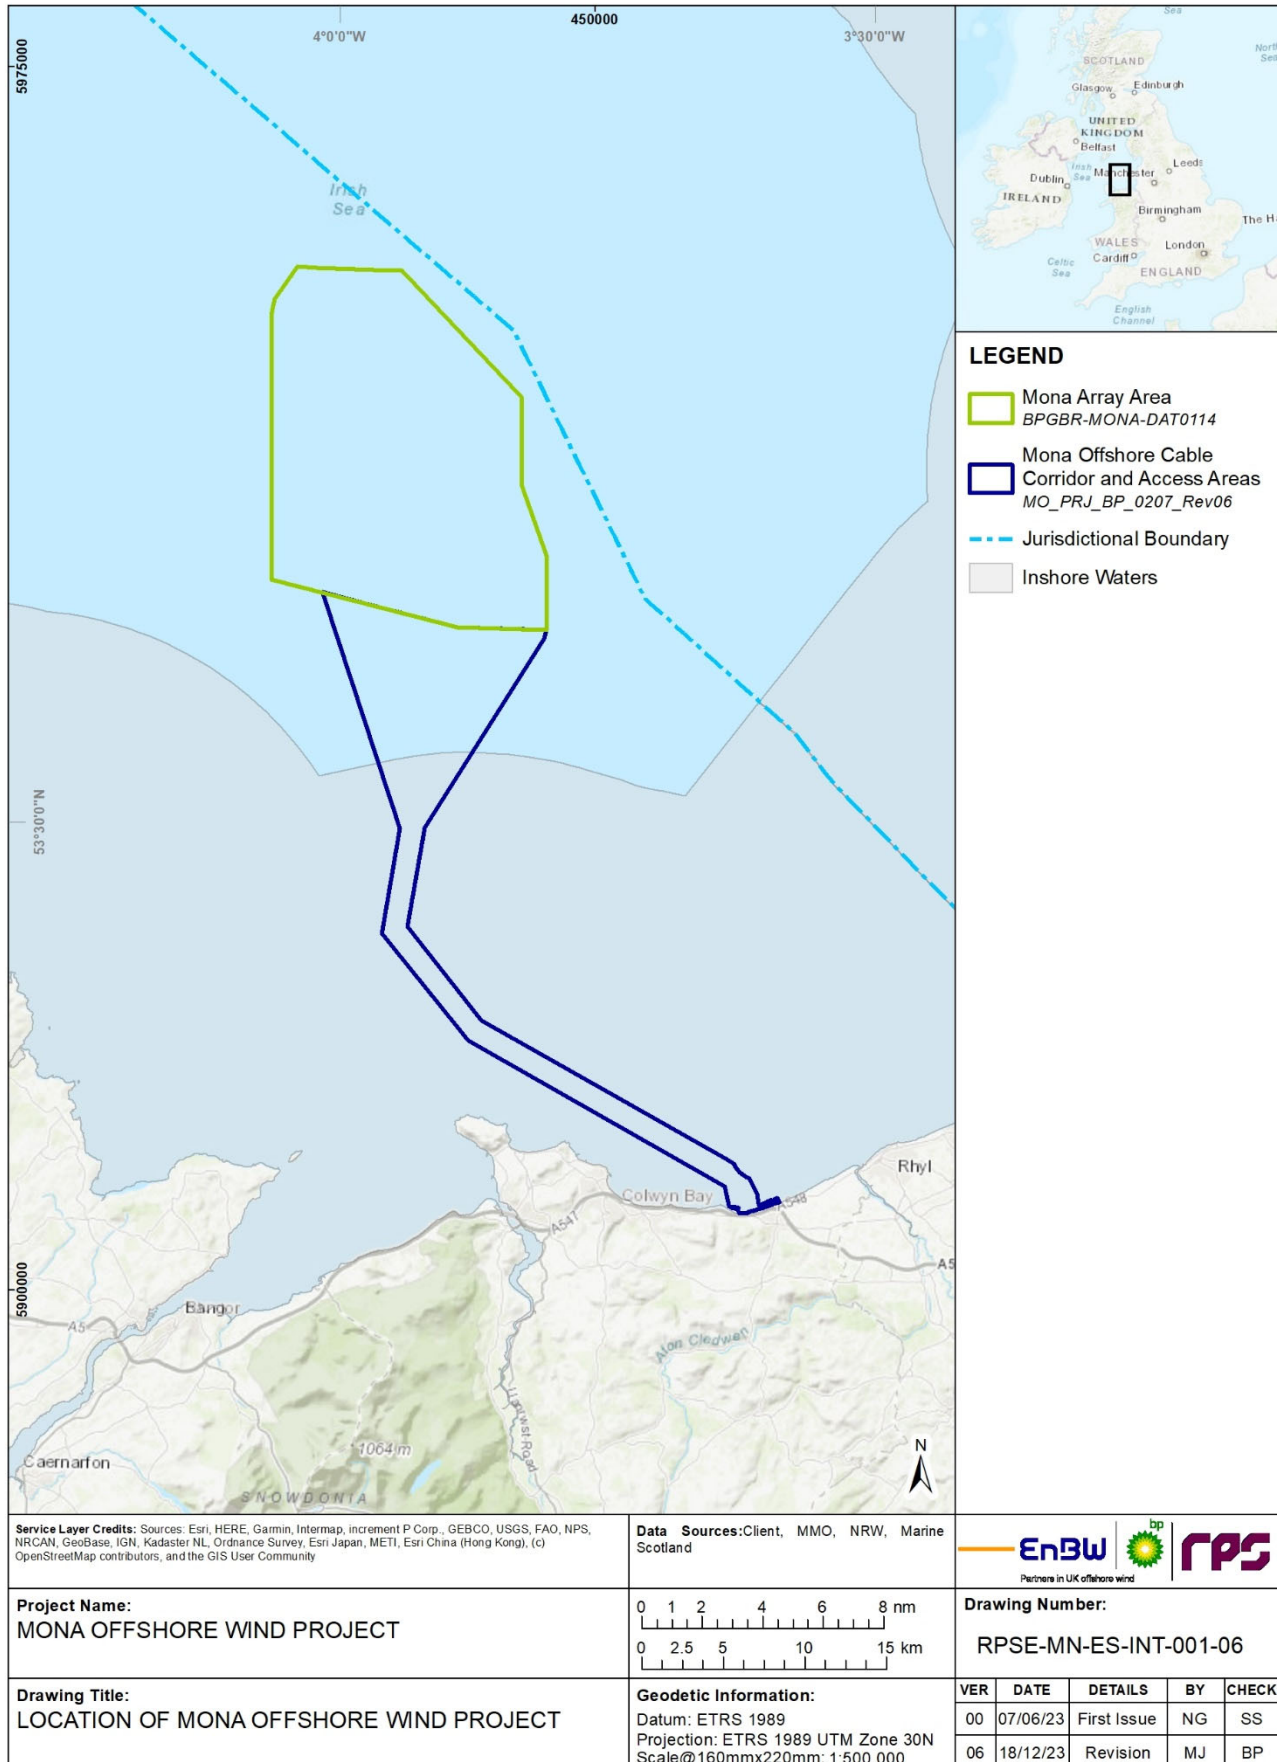 450000
4°0'0"W
3°30'0"W
5975000
Irish
Sea
53°30'0"N
5900000
Rhyl
Colwyn Bay
A548
A547
A5
Bangor
A5
Afon Cledwen
Llanrwst Road
1064 m
Caernarfon
SNOWDONIA
N
Sea
North
Sea
SCOTLAND
Glasgow
Edinburgh
UNITED
KINGDOM
Belfast
Irish
Sea
Leeds
Dublin
Manchester
IRELAND
Birmingham
The Ha
WALES
London
Cardiff
Celtic
Sea
ENGLAND
English
Channel
LEGEND
Mona Array Area
BPGBR-MONA-DAT0114
Mona Offshore Cable
Corridor and Access Areas
MO_PRJ_BP_0207_Rev06
Jurisdictional Boundary
Inshore Waters
Service Layer Credits: Sources: Esri, HERE, Garmin, Intermap, increment P Corp., GEBCO, USGS, FAO, NPS,
NRCAN, GeoBase, IGN, Kadaster NL, Ordnance Survey, Esri Japan, METI, Esri China (Hong Kong), (c)
OpenStreetMap contributors, and the GIS User Community
Data Sources:Client, MMO, NRW, Marine
Scotland
EnBW
bp
rps
Partners in UK offshore wind
Project Name:
MONA OFFSHORE WIND PROJECT
0 1 2 4 6 8 nm
0 2.5 5 10 15 km
Drawing Number:
RPSE-MN-ES-INT-001-06
Drawing Title:
LOCATION OF MONA OFFSHORE WIND PROJECT
Geodetic Information:
Datum: ETRS 1989
Projection: ETRS 1989 UTM Zone 30N
Scale@160mmx220mm: 1:500,000
VER DATE DETAILS BY CHECK
00 07/06/23 First Issue NG SS
06 18/12/23 Revision MJ BP